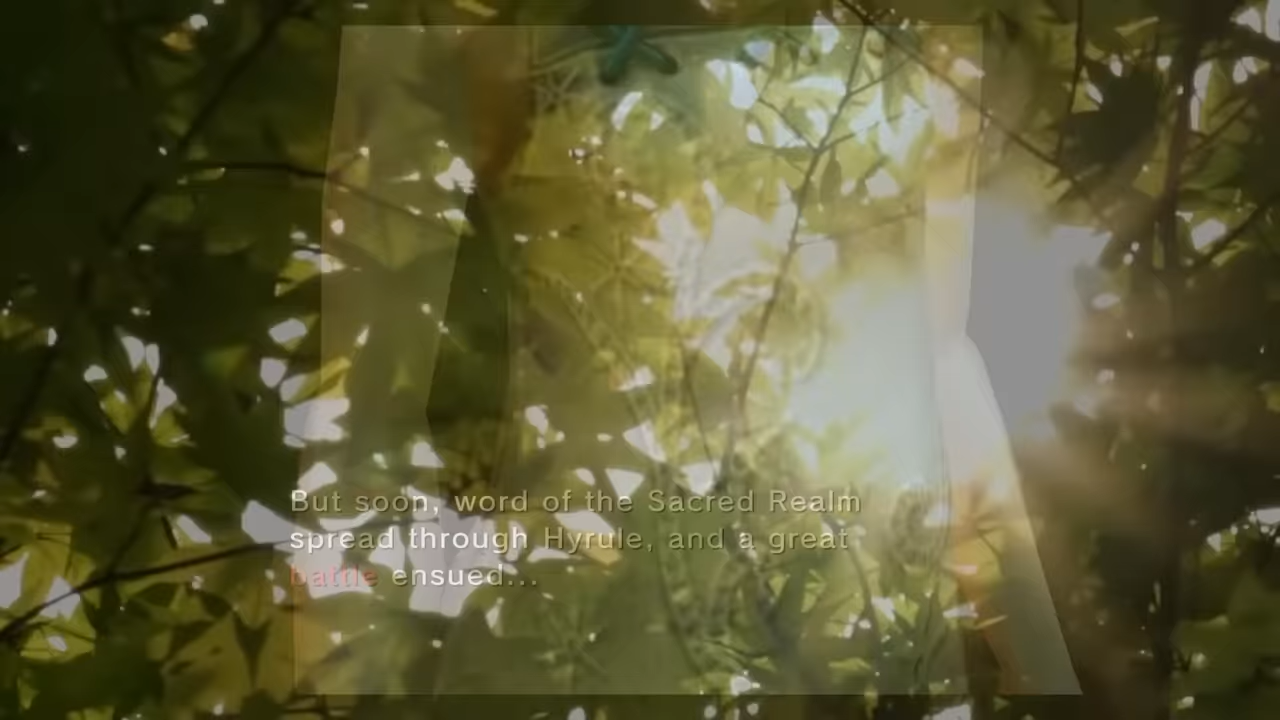 But soon, word of the Sacred Realm
spread through Hyrule, and a great
battle ensued...